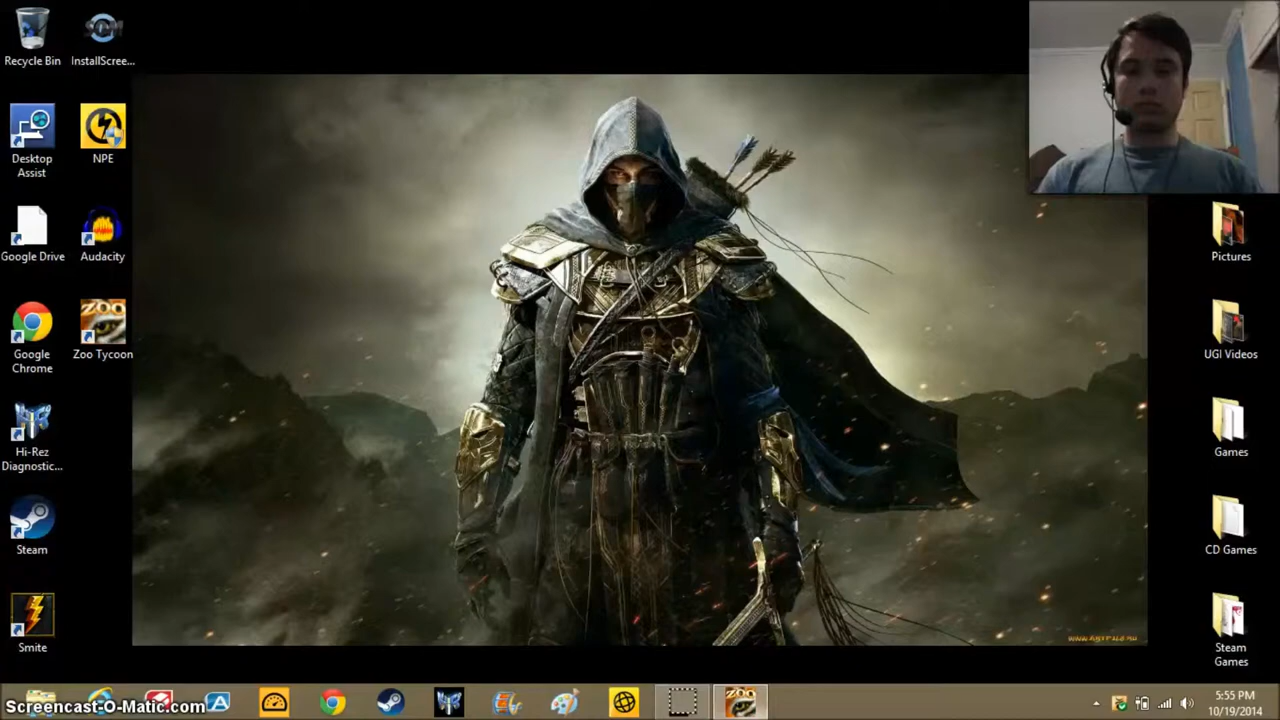 Recycle Bin
InstallScree...
Desktop
Assist
NPE
Google Drive
Audacity
Google
Chrome
ZOO
Zoo Tycoon
Hi-Rez
Diagnostic...
Steam
Smite
Pictures
UGI Videos
Games
CD Games
Steam
Games
ZOO
Screencast-O-Matic.com
5:55 PM
10/19/2014